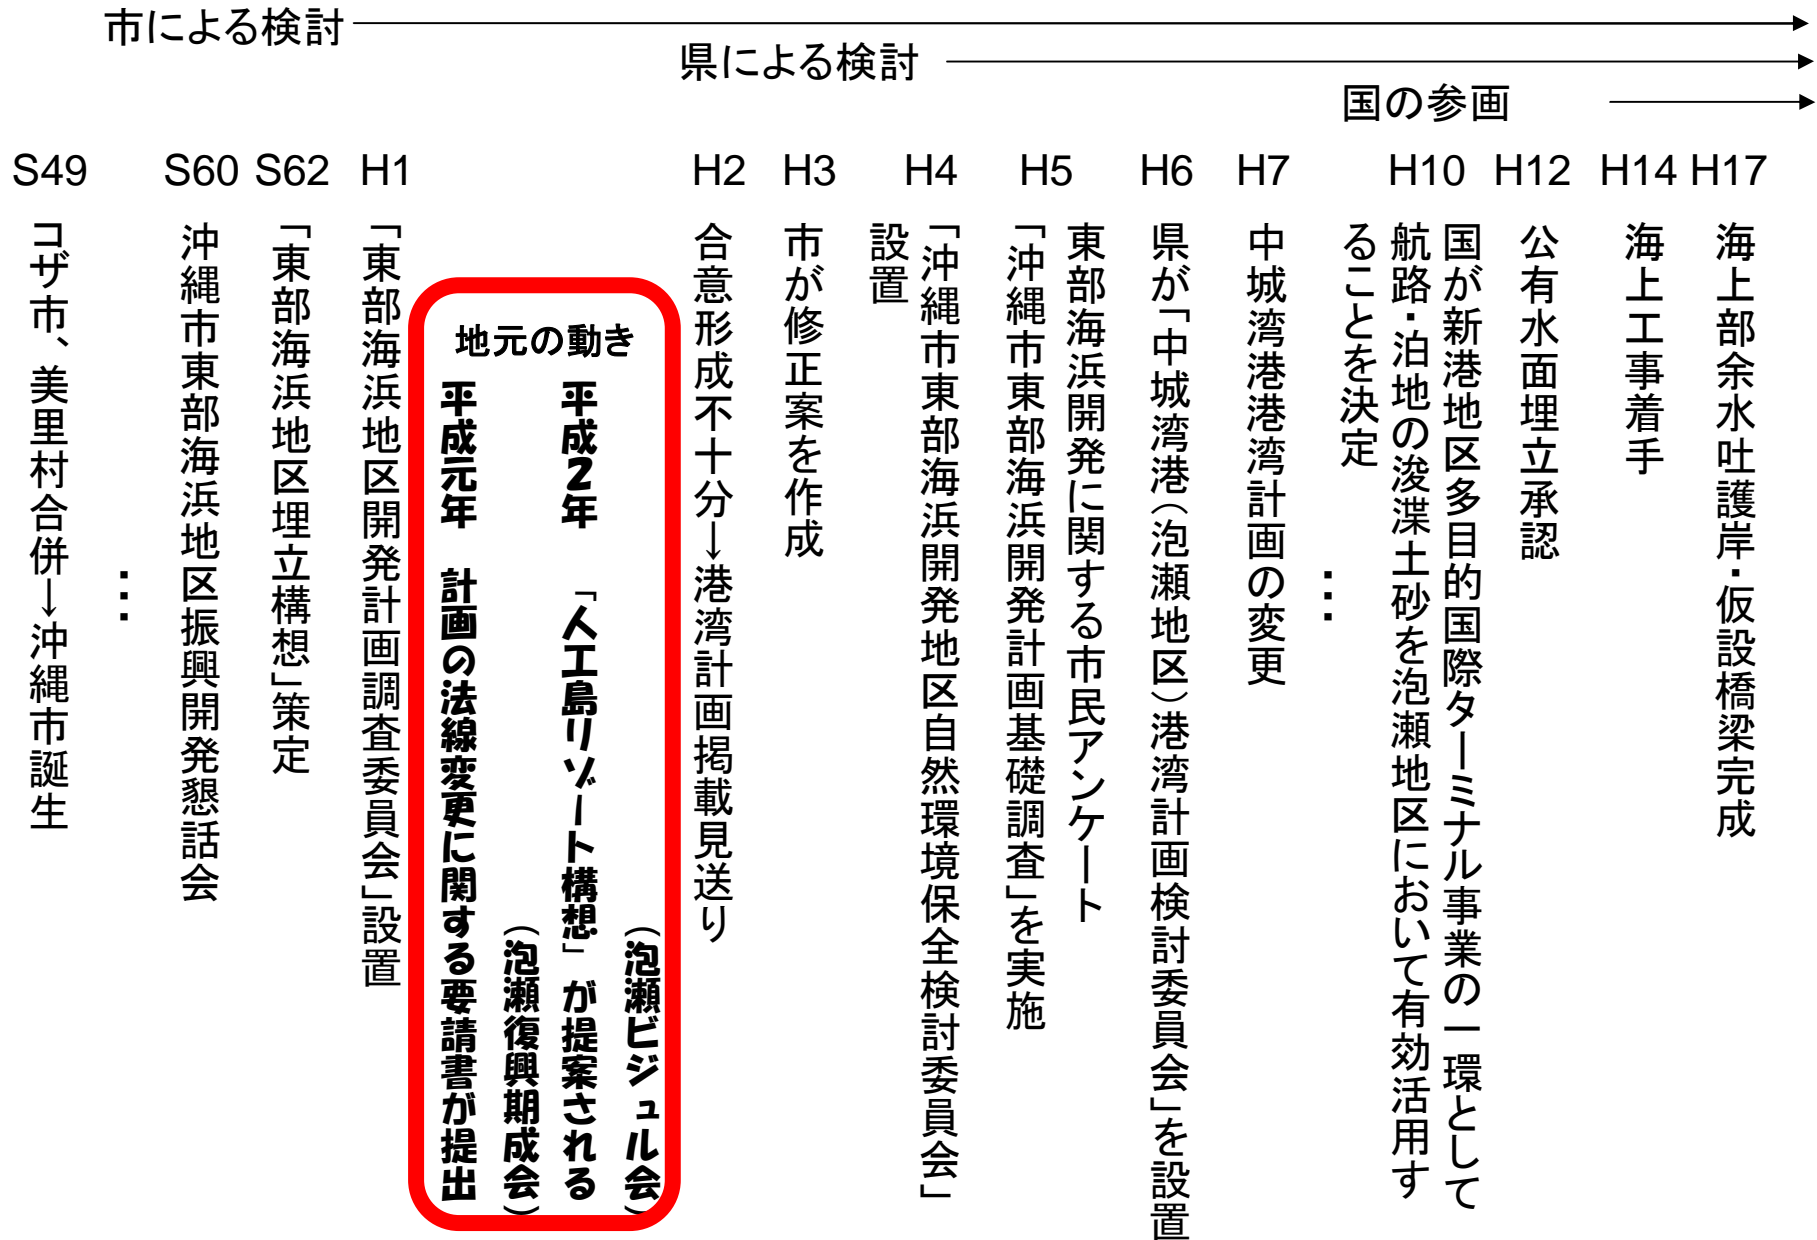 市による検討
県による検討
国の参画
S49
S60
S62
H1
H2
H3
H4
H5
H6
H7
H10
H12
H14
H17
コザ市、美里村合併→沖縄市誕生
…
沖縄市東部海浜地区振興開発懇話会
「東部海浜地区埋立構想」策定
「東部海浜地区開発計画調査委員会」設置
地元の動き
平成元年　計画の法線変更に関する要請書が提出
（泡瀬復興期成会）
平成2年　「人工島リゾート構想」が提案される
（泡瀬ビジュル会）
合意形成不十分→港湾計画掲載見送り
市が修正案を作成
「沖縄市東部海浜開発地区自然環境保全検討委員会」
設置
東部海浜開発に関する市民アンケート
「沖縄市東部海浜開発計画基礎調査」を実施
県が「中城湾港（泡瀬地区）港湾計画検討委員会」を設置
中城湾港港湾計画の変更
…
国が新港地区多目的国際ターミナル事業の一環として
航路・泊地の浚渫土砂を泡瀬地区において有効活用す
ることを決定
公有水面埋立承認
海上工事着手
海上部余水吐護岸・仮設橋梁完成